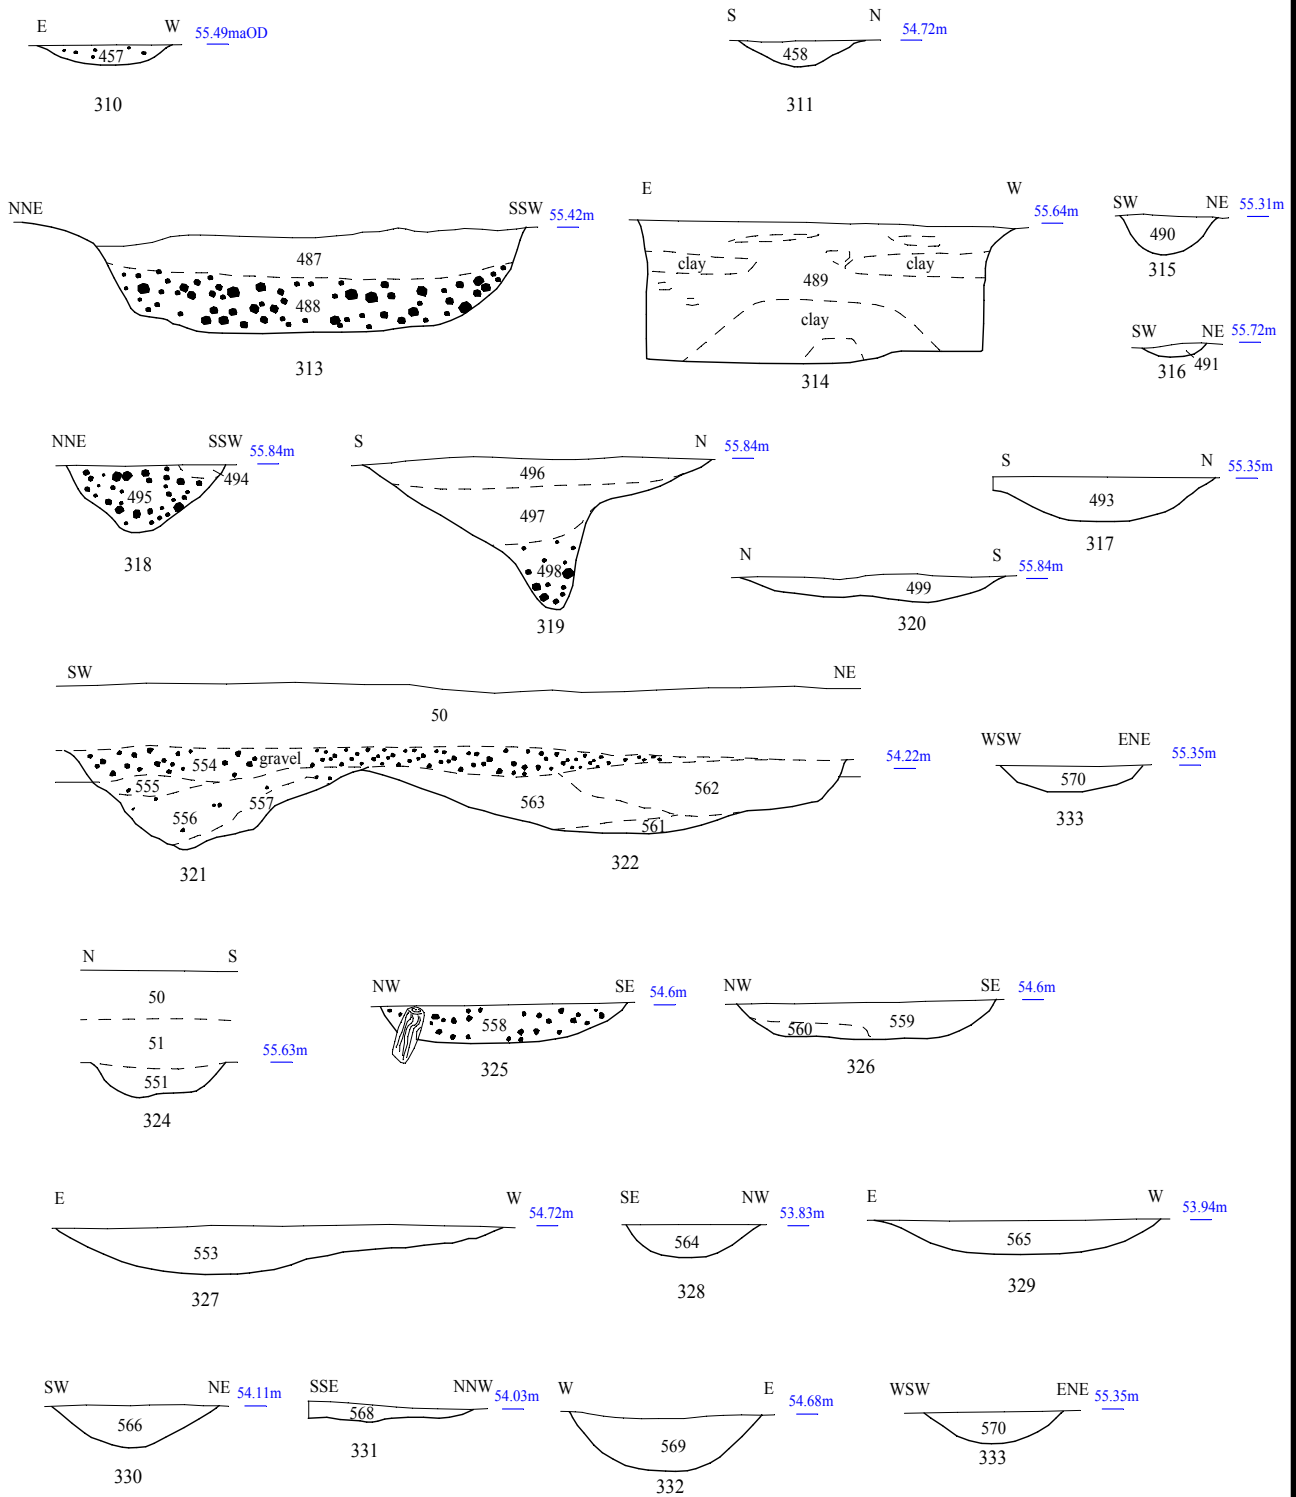 E W 55.49maOD
457
310
S N 54.72m
458
311
NNE SSW 55.42m
487
488
313
E W 55.64m
clay clay
489
clay
314
SW NE 55.31m
490
315
SW NE 55.72m
491
316
NNE SSW 55.84m
494
495
318
S N 55.84m
496
497
498
319
S N 55.35m
493
317
N S 55.84m
499
320
SW NE
50
554 gravel 54.22m
555
556 557
563 562
561
321
322
WSW ENE 55.35m
570
333
N S
50
51
55.63m
551
324
NW SE 54.6m
558
325
NW SE 54.6m
560 559
326
E W 54.72m
553
327
SE NW 53.83m
564
328
E W 53.94m
565
329
SW NE 54.11m
566
330
SSE NNW 54.03m
568
331
W E 54.68m
569
332
WSW ENE 55.35m
570
333